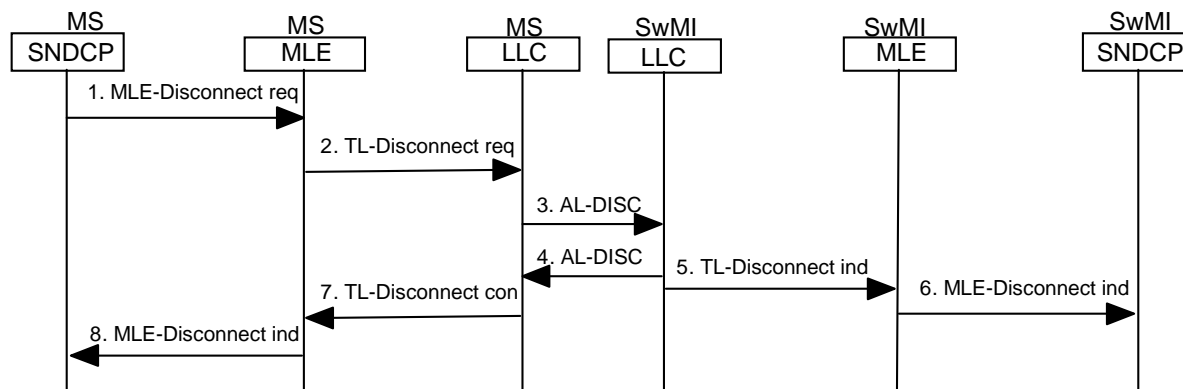 MS
SNDCP
MS
MLE
MS
LLC
SwMI
LLC
SwMI
MLE
SwMI
SNDCP
1. MLE-Disconnect req
2. TL-Disconnect req
3. AL-DISC
4. AL-DISC
5. TL-Disconnect ind
6. MLE-Disconnect ind
7. TL-Disconnect con
8. MLE-Disconnect ind